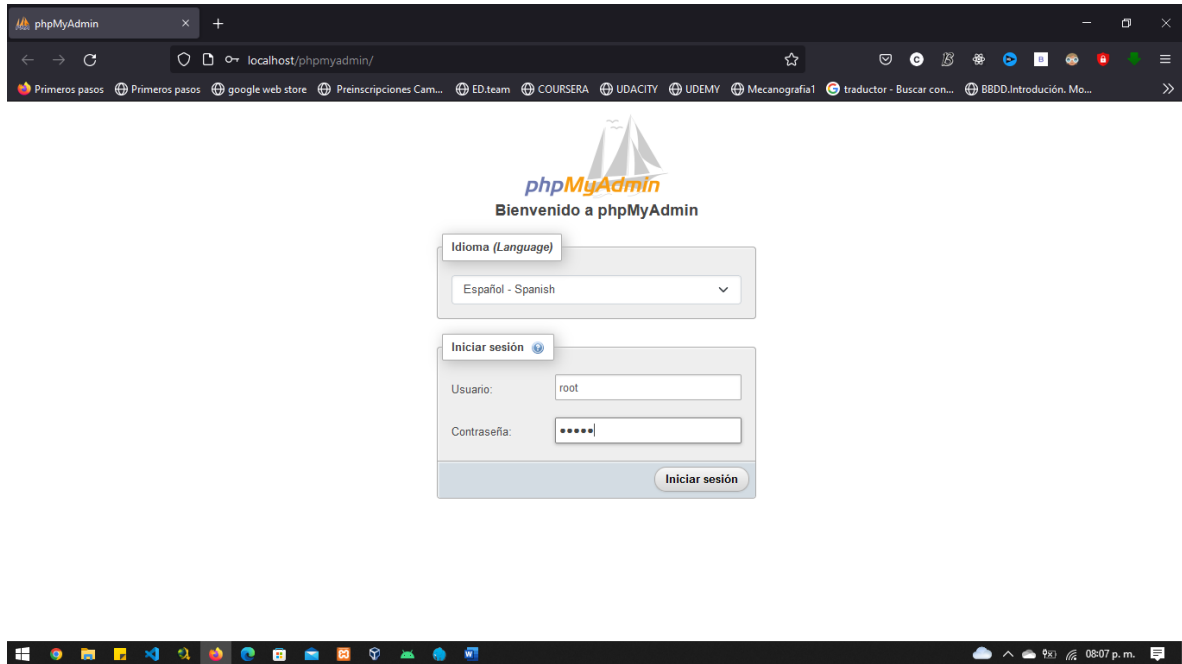 phpMyAdmin
localhost/phpmyadmin/
Primeros pasos Primeros pasos google web store Preinscripciones Cam... ED.team COURSERA UDACITY UDEMY Mecanografia1 traductor - Buscar con... BBDD.Introdución. Mo...
phpMyAdmin
Bienvenido a phpMyAdmin
Idioma (Language)
Español - Spanish
Iniciar sesión
Usuario: root
Contraseña: •••••
Iniciar sesión
08:07 p. m.